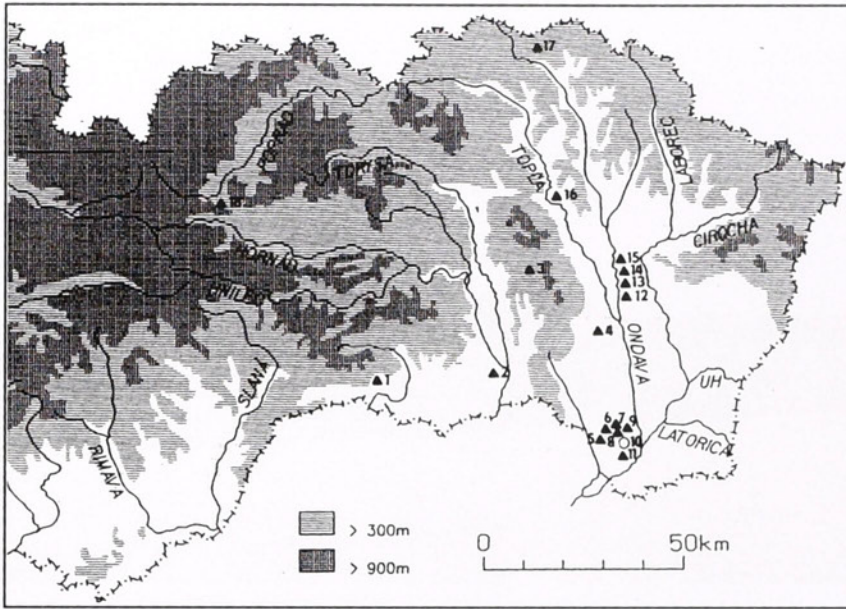 17
POPRAD
TORYSA
TOPĽA
LABOREC
16
18
CIROCHA
HORNÁD
3
15
14
13
12
HNILEC
4
ONDAVA
SLANÁ
1
2
UH
6 7 9
5 8 10
LATORICA
11
RIMAVA
> 300m
0 50km
> 900m